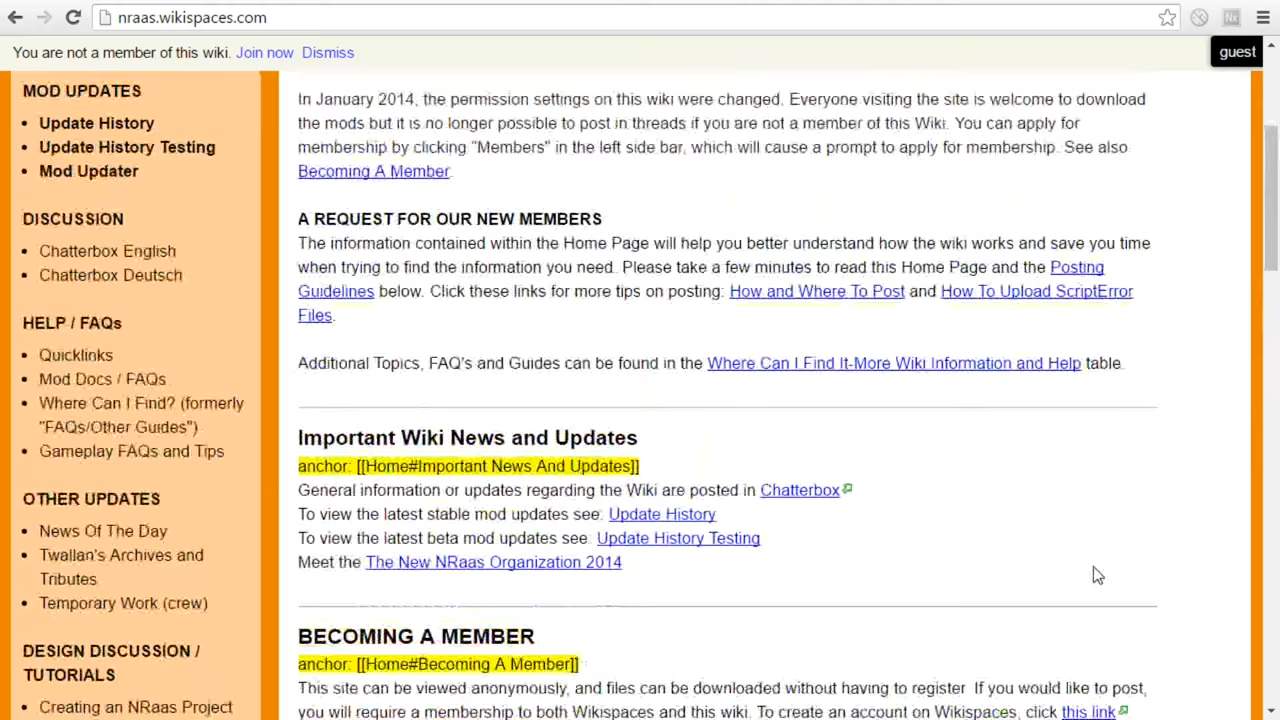 nraas.wikispaces.com
You are not a member of this wiki. Join now Dismiss
guest
MOD UPDATES
Update History
Update History Testing
Mod Updater
DISCUSSION
Chatterbox English
Chatterbox Deutsch
HELP / FAQs
Quicklinks
Mod Docs / FAQs
Where Can I Find? (formerly
"FAQs/Other Guides")
Gameplay FAQs and Tips
OTHER UPDATES
News Of The Day
Twallan's Archives and
Tributes
Temporary Work (crew)
DESIGN DISCUSSION /
TUTORIALS
Creating an NRaas Project
In January 2014, the permission settings on this wiki were changed. Everyone visiting the site is welcome to download
the mods but it is no longer possible to post in threads if you are not a member of this Wiki. You can apply for
membership by clicking "Members" in the left side bar, which will cause a prompt to apply for membership. See also
Becoming A Member.
A REQUEST FOR OUR NEW MEMBERS
The information contained within the Home Page will help you better understand how the wiki works and save you time
when trying to find the information you need. Please take a few minutes to read this Home Page and the Posting
Guidelines below. Click these links for more tips on posting: How and Where To Post and How To Upload ScriptError
Files.
Additional Topics, FAQ's and Guides can be found in the Where Can I Find It-More Wiki Information and Help table.
Important Wiki News and Updates
anchor: [[Home#Important News And Updates]]
General information or updates regarding the Wiki are posted in Chatterbox
To view the latest stable mod updates see: Update History
To view the latest beta mod updates see: Update History Testing
Meet the The New NRaas Organization 2014
BECOMING A MEMBER
anchor: [[Home#Becoming A Member]]
This site can be viewed anonymously, and files can be downloaded without having to register. If you would like to post,
you will require a membership to both Wikispaces and this wiki. To create an account on Wikispaces, click this link